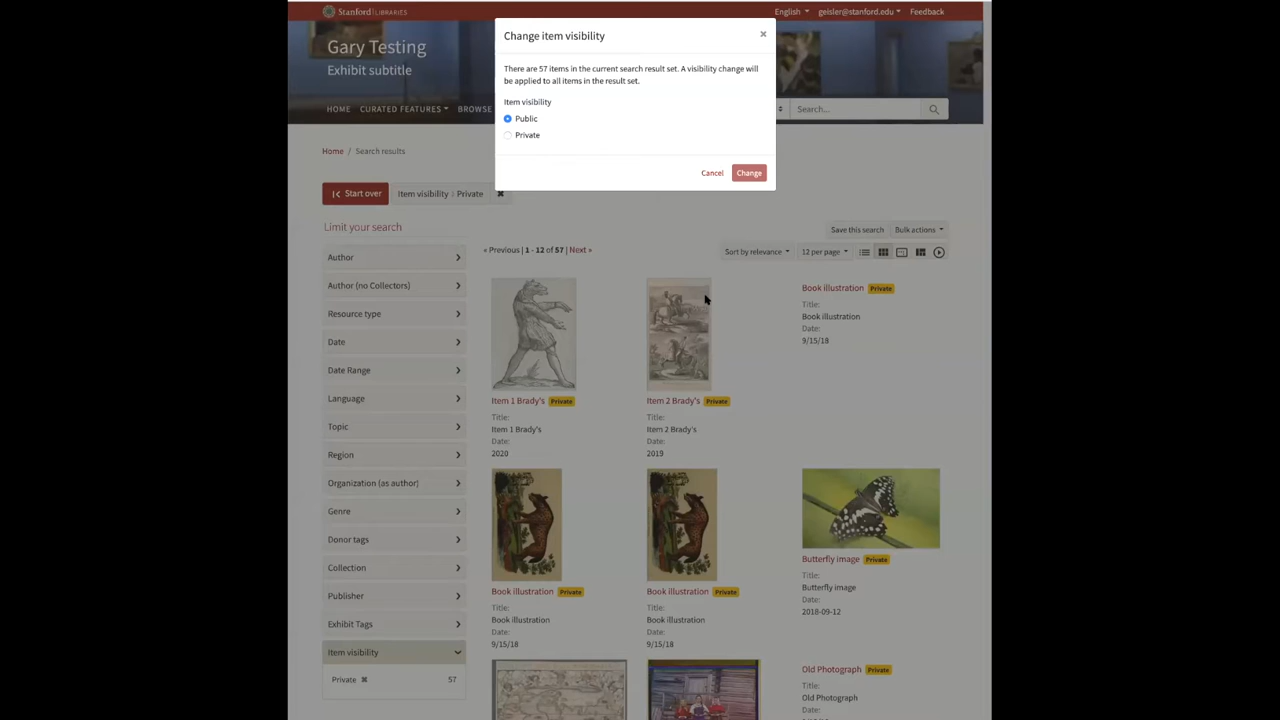 Stanford LIBRARIES
English geisler@stanford.edu Feedback
Gary Testing
Exhibit subtitle
HOME CURATED FEATURES BROWSE
Search...
Change item visibility ×
There are 57 items in the current search result set. A visibility change will
be applied to all items in the result set.
Item visibility
Public
Private
Cancel Change
Home / Search results
Start over Item visibility › Private ✖
Limit your search
Save this search Bulk actions
« Previous | 1 - 12 of 57 | Next »
Sort by relevance 12 per page
Author
Author (no Collectors)
Resource type
Date
Date Range
Language
Topic
Region
Organization (as author)
Genre
Donor tags
Collection
Publisher
Exhibit Tags
Item visibility
Private ✖ 57
Item 1 Brady's Private
Title:
Item 1 Brady's
Date:
2020
Item 2 Brady's Private
Title:
Item 2 Brady's
Date:
2019
Book illustration Private
Title:
Book illustration
Date:
9/15/18
Book illustration Private
Title:
Book illustration
Date:
9/15/18
Book illustration Private
Title:
Book illustration
Date:
9/15/18
Butterfly image Private
Title:
Butterfly image
Date:
2018-09-12
Old Photograph Private
Title:
Old Photograph